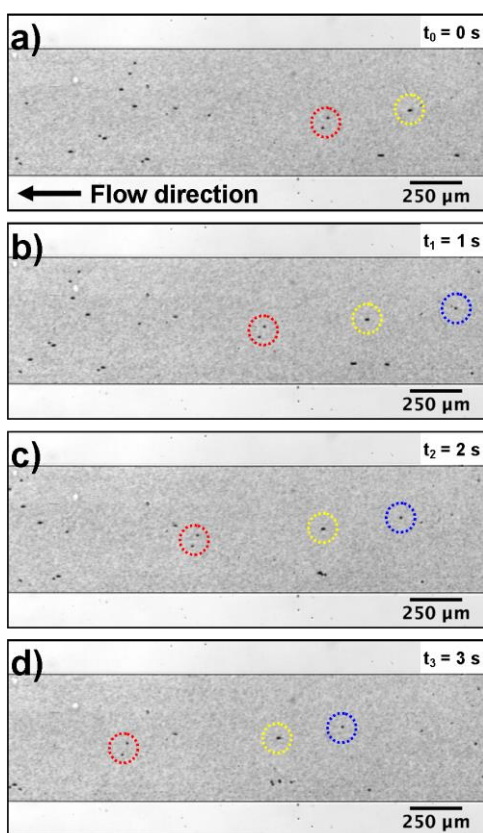 a)
t₀ = 0 s
Flow direction
250 µm
b)
t₁ = 1 s
250 µm
c)
t₂ = 2 s
250 µm
d)
t₃ = 3 s
250 µm